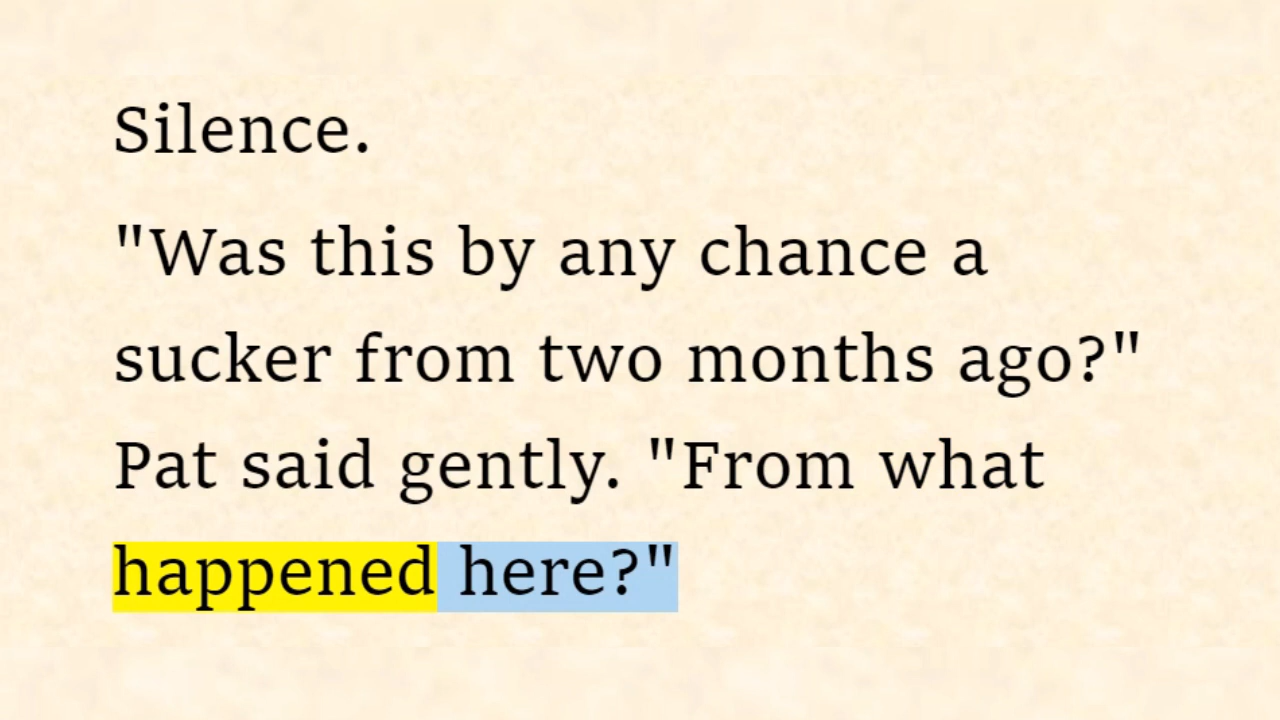 Silence.
"Was this by any chance a
sucker from two months ago?"
Pat said gently. "From what
happened here?"